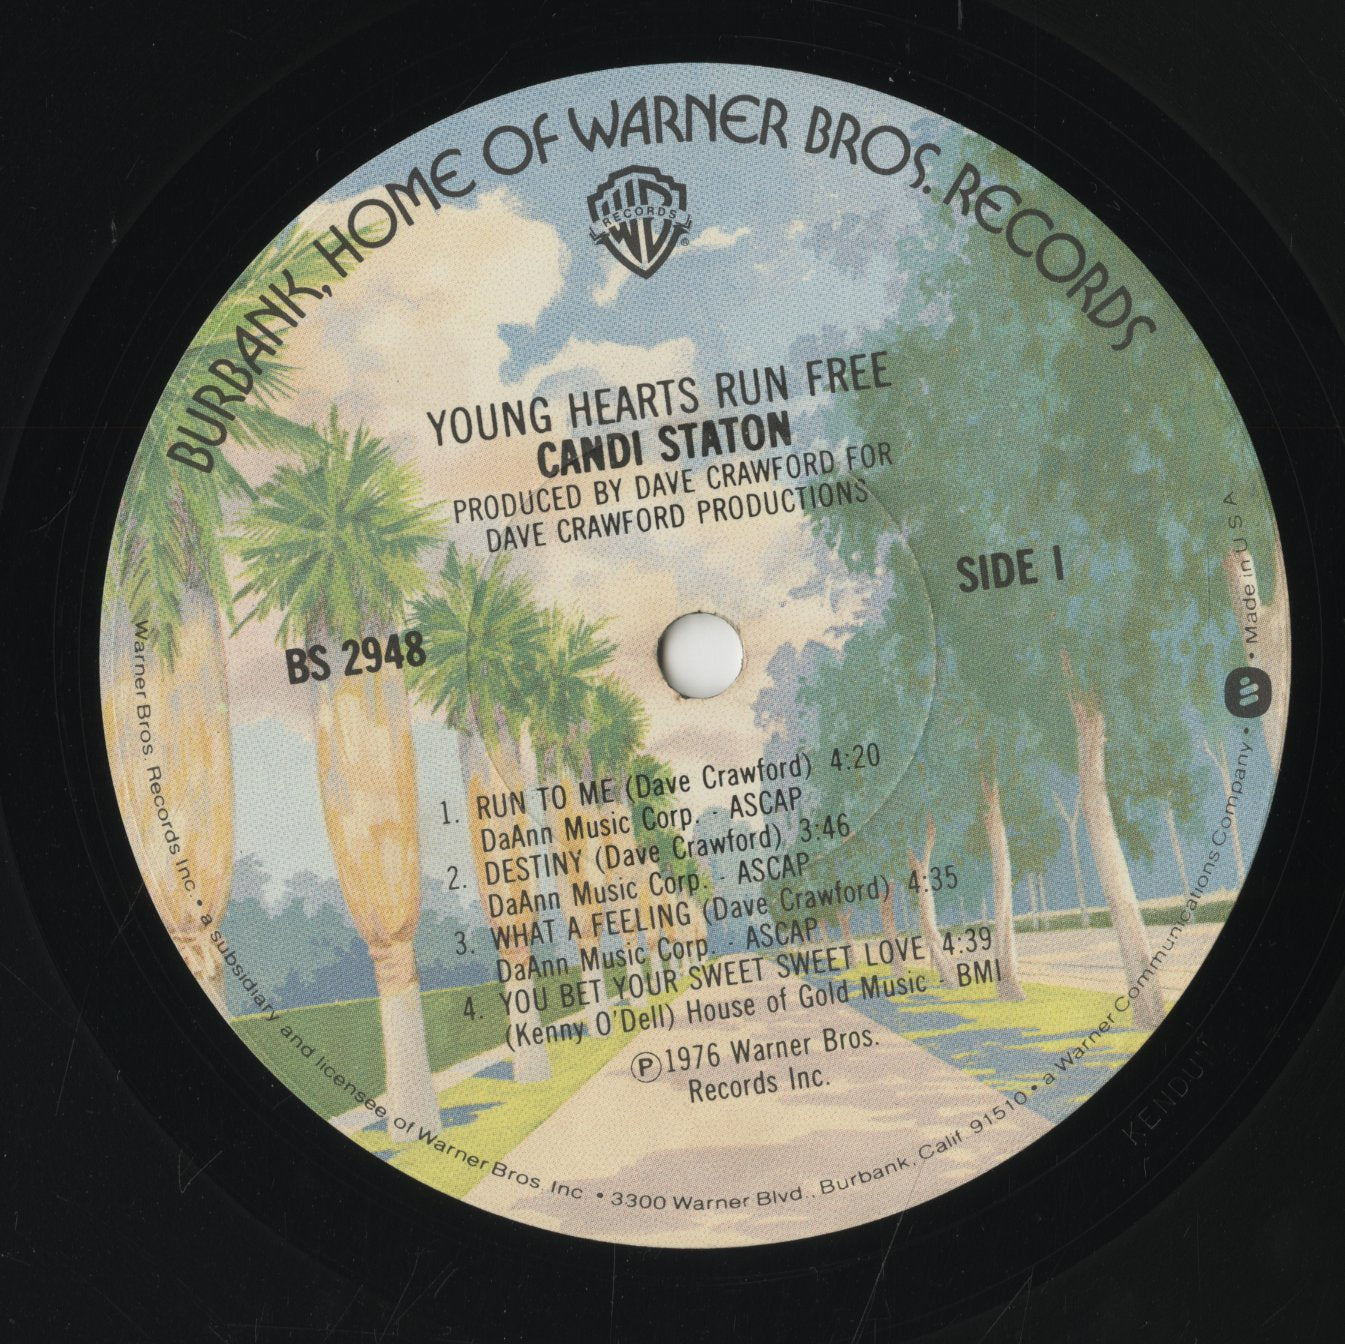 BURBANK, HOME OF WARNER BROS. RECORDS
RECORDS
®
YOUNG HEARTS RUN FREE
CANDI STATON
PRODUCED BY DAVE CRAWFORD FOR
DAVE CRAWFORD PRODUCTIONS
SIDE 1
BS 2948
1. RUN TO ME (Dave Crawford) 4:20
DaAnn Music Corp. - ASCAP
2. DESTINY (Dave Crawford) 3:46
DaAnn Music Corp. - ASCAP
3. WHAT A FEELING (Dave Crawford) 4:35
DaAnn Music Corp. - ASCAP
4. YOU BET YOUR SWEET SWEET LOVE 4:39
(Kenny O'Dell) House of Gold Music - BMI
Ⓟ1976 Warner Bros.
Records Inc.
Warner Bros. Records Inc. • a subsidiary and licensee of Warner Bros. Inc • 3300 Warner Blvd., Burbank, Calif. 91510 • a Warner Communications Company • • Made in U S A
KENDUN